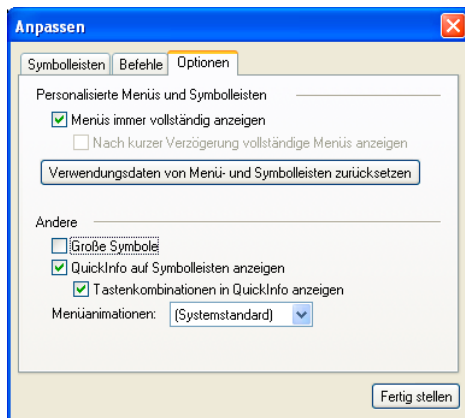 Anpassen
Symbolleisten Befehle Optionen
Personalisierte Menüs und Symbolleisten
Menüs immer vollständig anzeigen
Nach kurzer Verzögerung vollständige Menüs anzeigen
Verwendungsdaten von Menü- und Symbolleisten zurücksetzen
Andere
Große Symbole
QuickInfo auf Symbolleisten anzeigen
Tastenkombinationen in QuickInfo anzeigen
Menüanimationen: (Systemstandard)
Fertig stellen